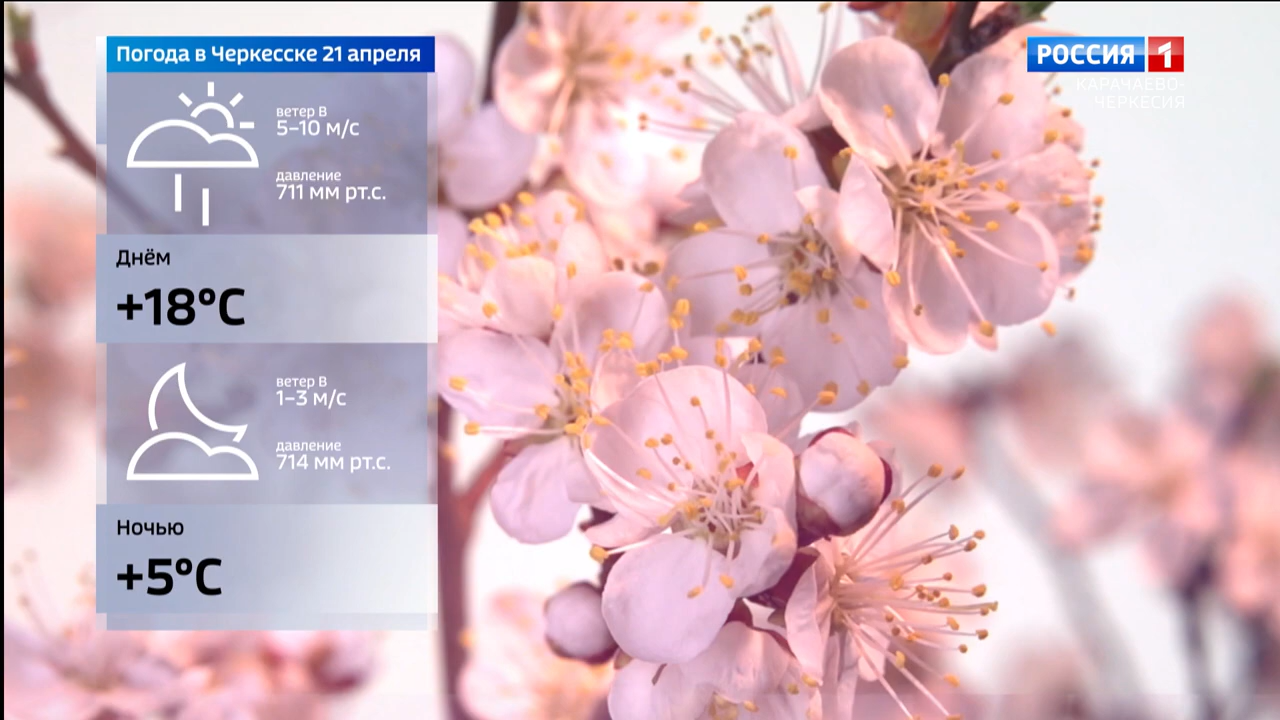 Погода в Черкесске 21 апреля
РОССИЯ 1
КАРАЧАЕВО-
ЧЕРКЕСИЯ
ветер В
5–10 м/с
давление
711 мм рт.с.
Днём
+18°C
ветер В
1–3 м/с
давление
714 мм рт.с.
Ночью
+5°C